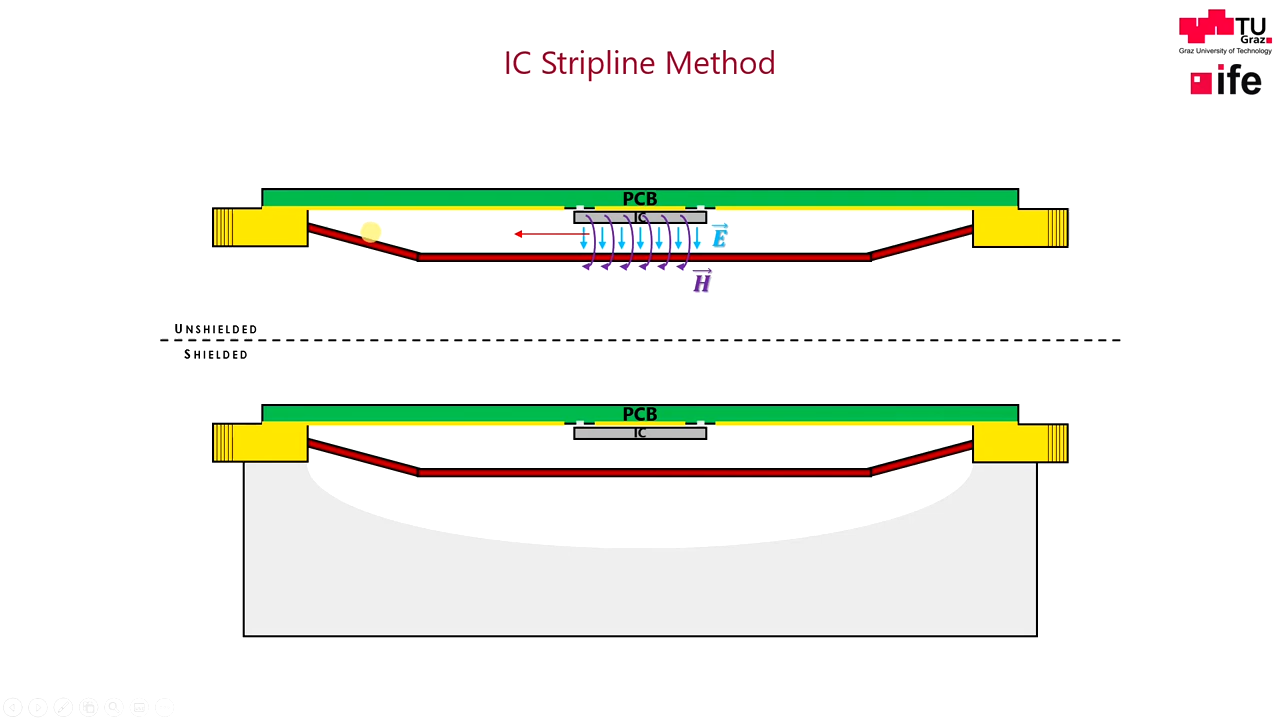 IC Stripline Method
TU
Graz
Graz University of Technology
ife
PCB
IC
E
H
UNSHIELDED
SHIELDED
PCB
IC